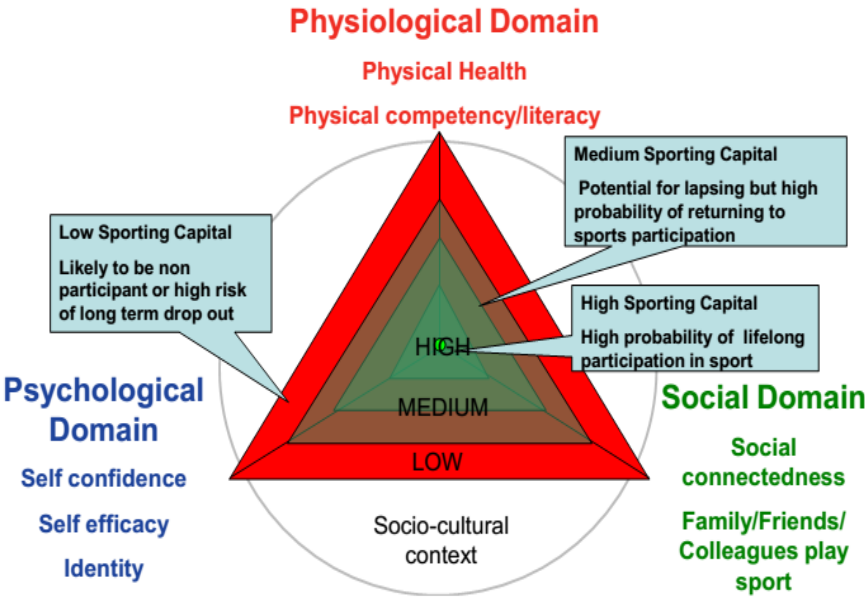 Physiological Domain
Physical Health
Physical competency/literacy
Medium Sporting Capital
Potential for lapsing but high
probability of returning to
sports participation
Low Sporting Capital
Likely to be non
participant or high risk
of long term drop out
High Sporting Capital
High probability of lifelong
participation in sport
HIGH
MEDIUM
LOW
Psychological
Domain
Self confidence
Self efficacy
Identity
Social Domain
Social
connectedness
Family/Friends/
Colleagues play
sport
Socio-cultural
context